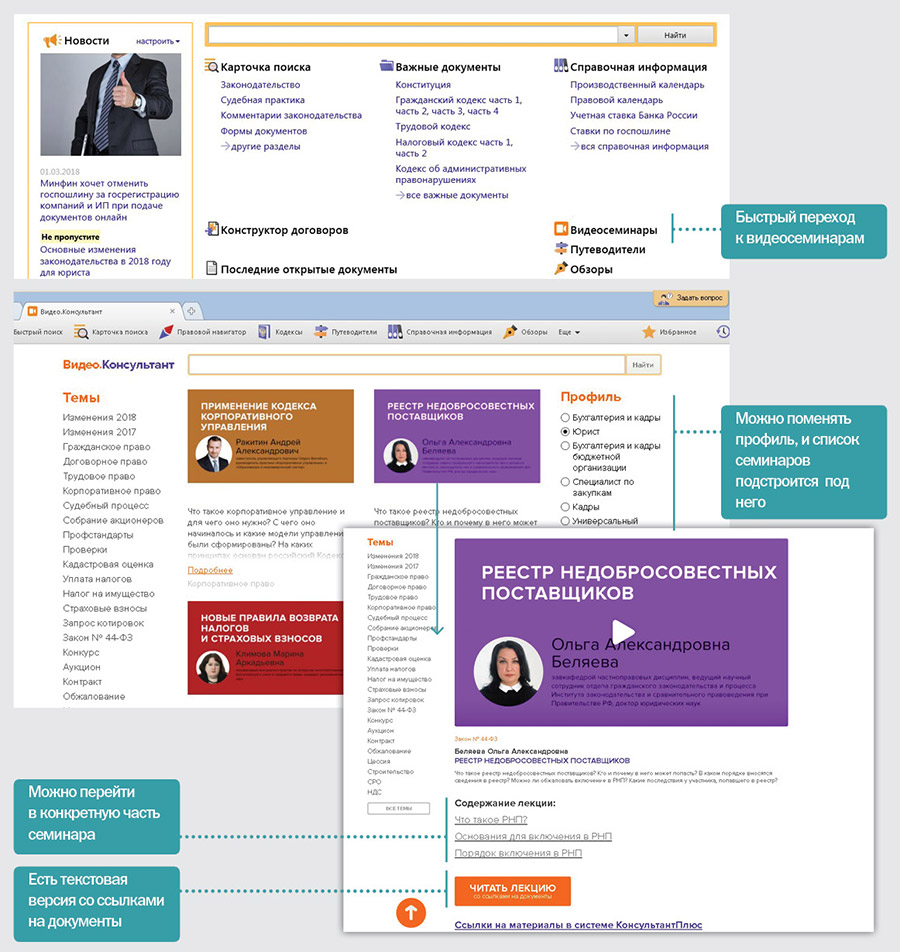 Новости
настроить
Найти
Карточка поиска
Законодательство
Судебная практика
Комментарии законодательства
Формы документов
другие разделы
Важные документы
Конституция
Гражданский кодекс часть 1,
часть 2, часть 3, часть 4
Трудовой кодекс
Налоговый кодекс часть 1,
часть 2
Кодекс об административных
правонарушениях
все важные документы
Справочная информация
Производственный календарь
Правовой календарь
Учетная ставка Банка России
Ставки по госпошлине
вся справочная информация
01.03.2018
Минфин хочет отменить
госпошлину за госрегистрацию
компаний и ИП при подаче
документов онлайн
Не пропустите
Основные изменения
законодательства в 2018 году
для юриста
Конструктор договоров
Последние открытые документы
Видеосеминары
Путеводители
Обзоры
Быстрый переход
к видеосеминарам
Видео.Консультант
Задать вопрос
Быстрый поиск
Карточка поиска
Правовой навигатор
Кодексы
Путеводители
Справочная информация
Обзоры
Еще
Избранное
Видео.Консультант
Найти
Темы
Изменения 2018
Изменения 2017
Гражданское право
Договорное право
Трудовое право
Корпоративное право
Судебный процесс
Собрание акционеров
Профстандарты
Проверки
Кадастровая оценка
Уплата налогов
Налог на имущество
Страховые взносы
Запрос котировок
Закон № 44-ФЗ
Конкурс
Аукцион
Контракт
Обжалование
ПРИМЕНЕНИЕ КОДЕКСА
КОРПОРАТИВНОГО
УПРАВЛЕНИЯ
Ракитин Андрей
Александрович
Что такое корпоративное управление и
для чего оно нужно? С чего оно
начиналось и какие модели управления
были сформированы? На каких
принципах основан российский Кодекс
Подробнее
Корпоративное право
НОВЫЕ ПРАВИЛА ВОЗВРАТА
НАЛОГОВ
И СТРАХОВЫХ ВЗНОСОВ
Климова Марина
Аркадьевна
РЕЕСТР НЕДОБРОСОВЕСТНЫХ
ПОСТАВЩИКОВ
Ольга Александровна
Беляева
Что такое реестр недобросовестных
поставщиков? Кто и почему в него может
Профиль
Бухгалтерия и кадры
Юрист
Бухгалтерия и кадры
бюджетной
организации
Специалист по
закупкам
Кадры
Универсальный
Можно поменять
профиль, и список
семинаров
подстроится под
него
Темы
Изменения 2018
Изменения 2017
Гражданское право
Договорное право
Трудовое право
Корпоративное право
Судебный процесс
Собрание акционеров
Профстандарты
Проверки
Кадастровая оценка
Уплата налогов
Налог на имущество
Страховые взносы
Запрос котировок
Закон № 44-ФЗ
Конкурс
Аукцион
Контракт
Обжалование
Цессия
Строительство
СРО
НДС
ВСЕ ТЕМЫ
РЕЕСТР НЕДОБРОСОВЕСТНЫХ
ПОСТАВЩИКОВ
Ольга Александровна
Беляева
завкафедрой частноправовых дисциплин, ведущий научный
сотрудник отдела гражданского законодательства и процесса
Института законодательства и сравнительного правоведения при
Правительстве РФ, доктор юридических наук
Закон № 44-ФЗ
Беляева Ольга Александровна
РЕЕСТР НЕДОБРОСОВЕСТНЫХ ПОСТАВЩИКОВ
Что такое реестр недобросовестных поставщиков? Кто и почему в него может попасть? В каком порядке вносятся
сведения в реестр? Можно ли обжаловать включение в РНП? Какие последствия у участника, попавшего в реестр?
Содержание лекции:
Что такое РНП?
Основания для включения в РНП
Порядок включения в РНП
ЧИТАТЬ ЛЕКЦИЮ
со ссылками на документы
Ссылки на материалы в системе КонсультантПлюс
Можно перейти
в конкретную часть
семинара
Есть текстовая
версия со ссылками
на документы